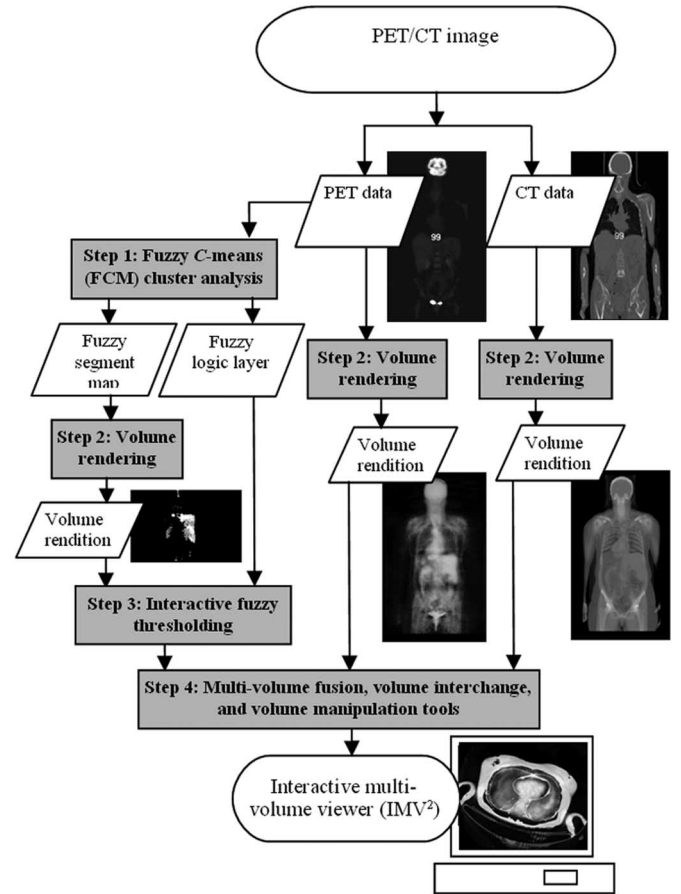 PET/CT image
PET data
99
CT data
99
Step 1: Fuzzy C-means
(FCM) cluster analysis
Fuzzy
segment
map
Fuzzy
logic layer
Step 2: Volume
rendering
Step 2: Volume
rendering
Step 2: Volume
rendering
Volume
rendition
Volume
rendition
Volume
rendition
Step 3: Interactive fuzzy
thresholding
Step 4: Multi-volume fusion, volume interchange,
and volume manipulation tools
Interactive multi-
volume viewer (IMV²)